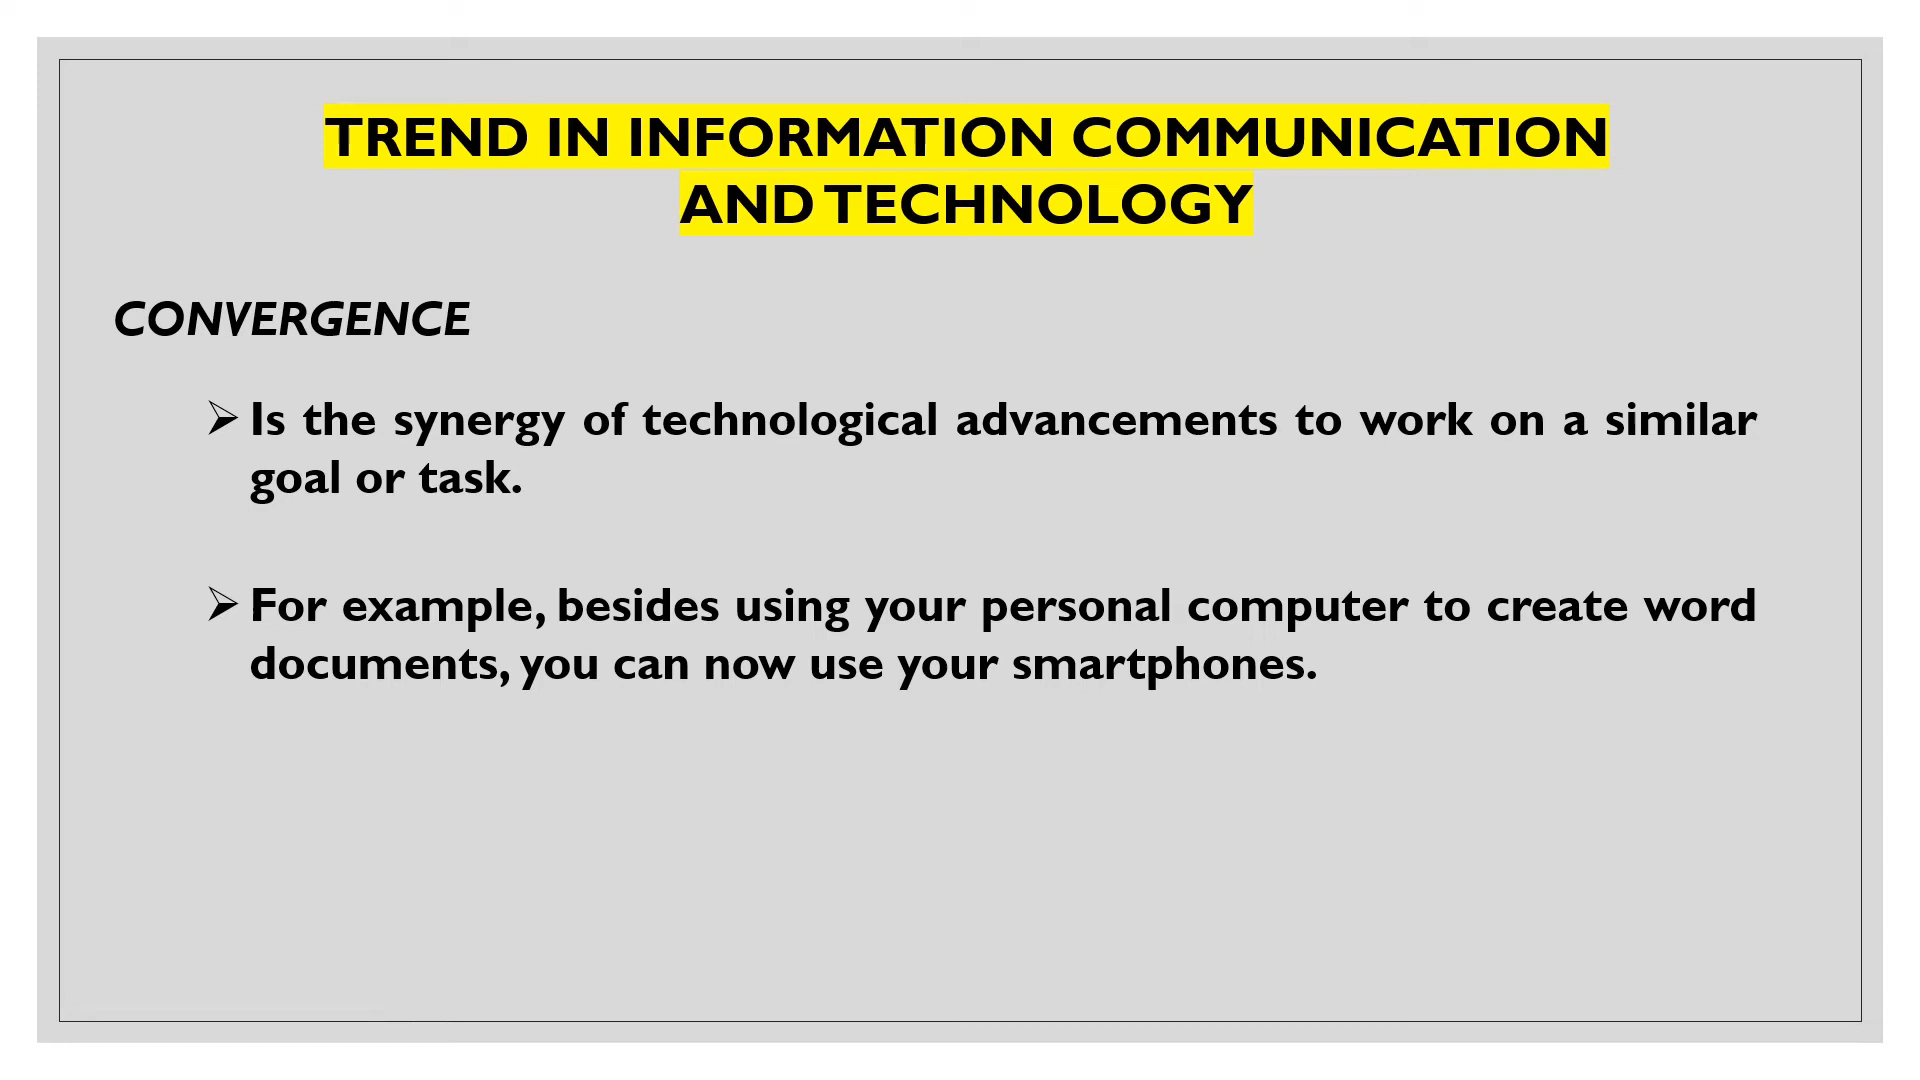 TREND IN INFORMATION COMMUNICATION
AND TECHNOLOGY
CONVERGENCE
➢ Is the synergy of technological advancements to work on a similar
goal or task.
➢ For example, besides using your personal computer to create word
documents, you can now use your smartphones.